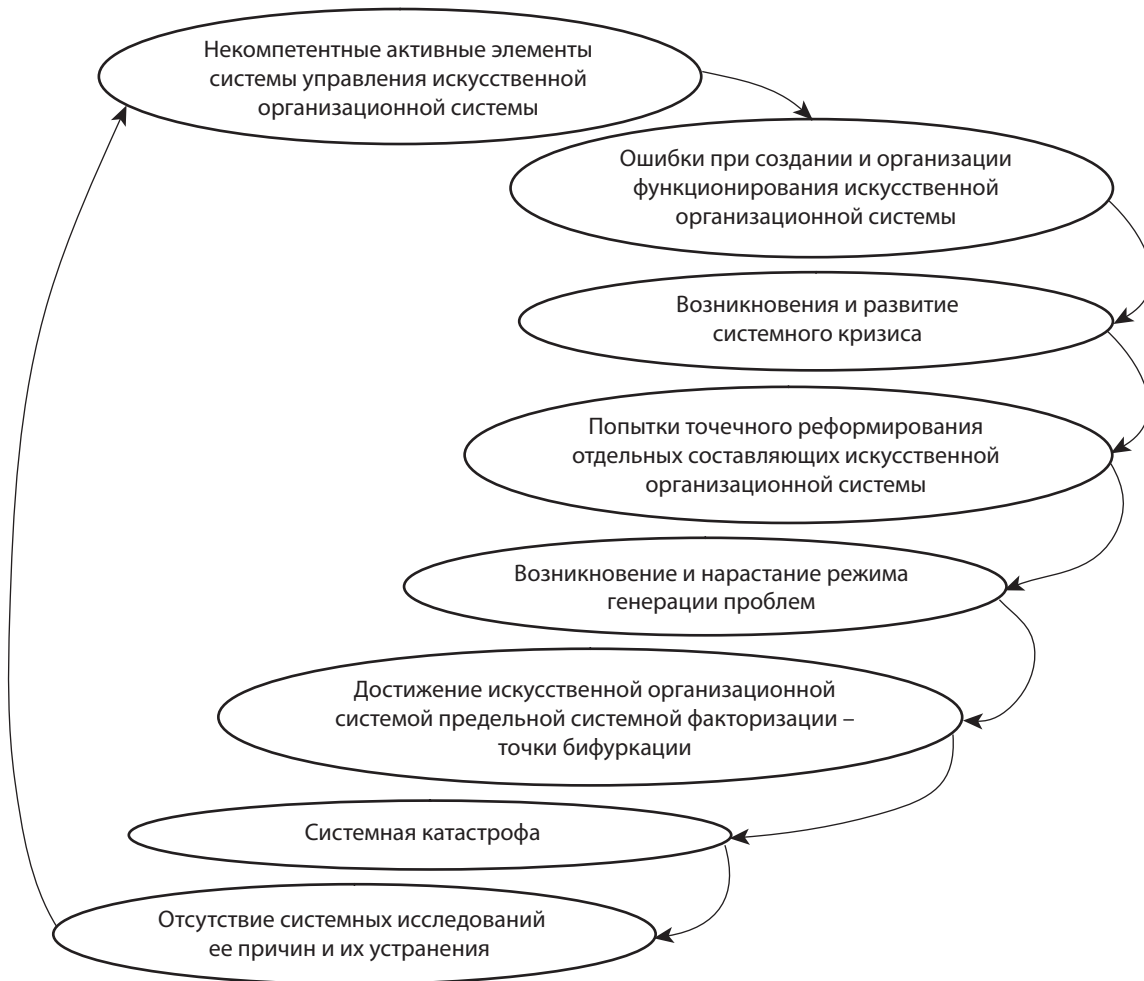 Некомпетентные активные элементы
системы управления искусственной
организационной системы
Ошибки при создании и организации
функционирования искусственной
организационной системы
Возникновения и развитие
системного кризиса
Попытки точечного реформирования
отдельных составляющих искусственной
организационной системы
Возникновение и нарастание режима
генерации проблем
Достижение искусственной организационной
системой предельной системной факторизации –
точки бифуркации
Системная катастрофа
Отсутствие системных исследований
ее причин и их устранения